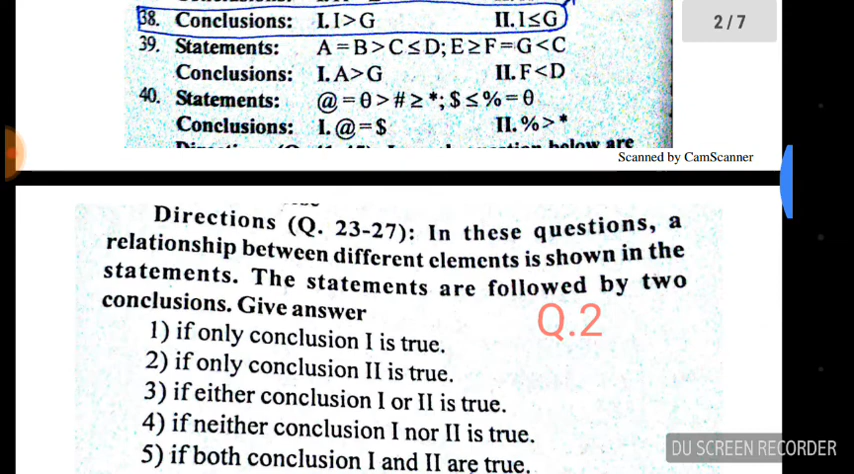 38. Conclusions: I. I>G II. I≤G
2 / 7
39. Statements: A=B>C≤D; E≥F=G<C
Conclusions: I. A>G II. F<D
40. Statements: @=θ>#≥*; $≤%=θ
Conclusions: I. @=$ II. %>*
below are
Scanned by CamScanner
Directions (Q. 23-27): In these questions, a
relationship between different elements is shown in the
statements. The statements are followed by two
conclusions. Give answer
Q.2
1) if only conclusion I is true.
2) if only conclusion II is true.
3) if either conclusion I or II is true.
4) if neither conclusion I nor II is true.
5) if both conclusion I and II are true.
DU SCREEN RECORDER